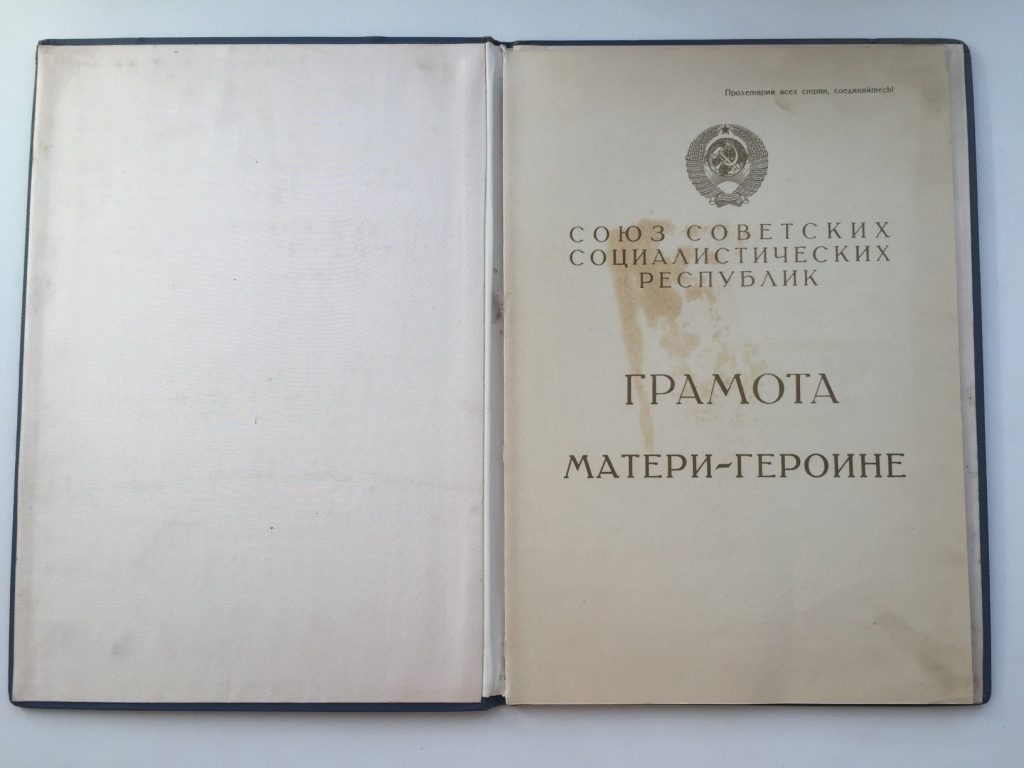 Пролетарии всех стран, соединяйтесь!
СОЮЗ СОВЕТСКИХ
СОЦИАЛИСТИЧЕСКИХ
РЕСПУБЛИК
ГРАМОТА
МАТЕРИ-ГЕРОИНЕ